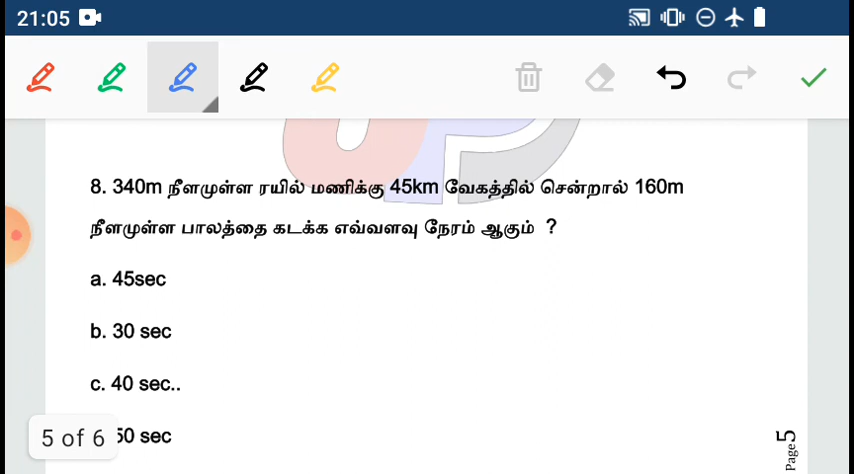 21:05
8. 340m நீளமுள்ள ரயில் மணிக்கு 45km வேகத்தில் சென்றால் 160m
நீளமுள்ள பாலத்தை கடக்க எவ்வளவு நேரம் ஆகும் ?
a. 45sec
b. 30 sec
c. 40 sec..
50 sec
5 of 6
Page5